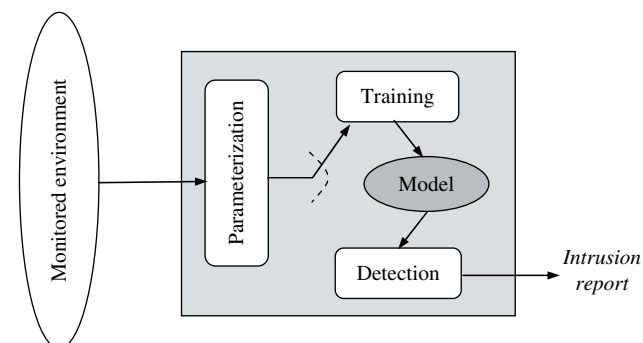 Monitored environment
Parameterization
Training
Model
Detection
Intrusion
report